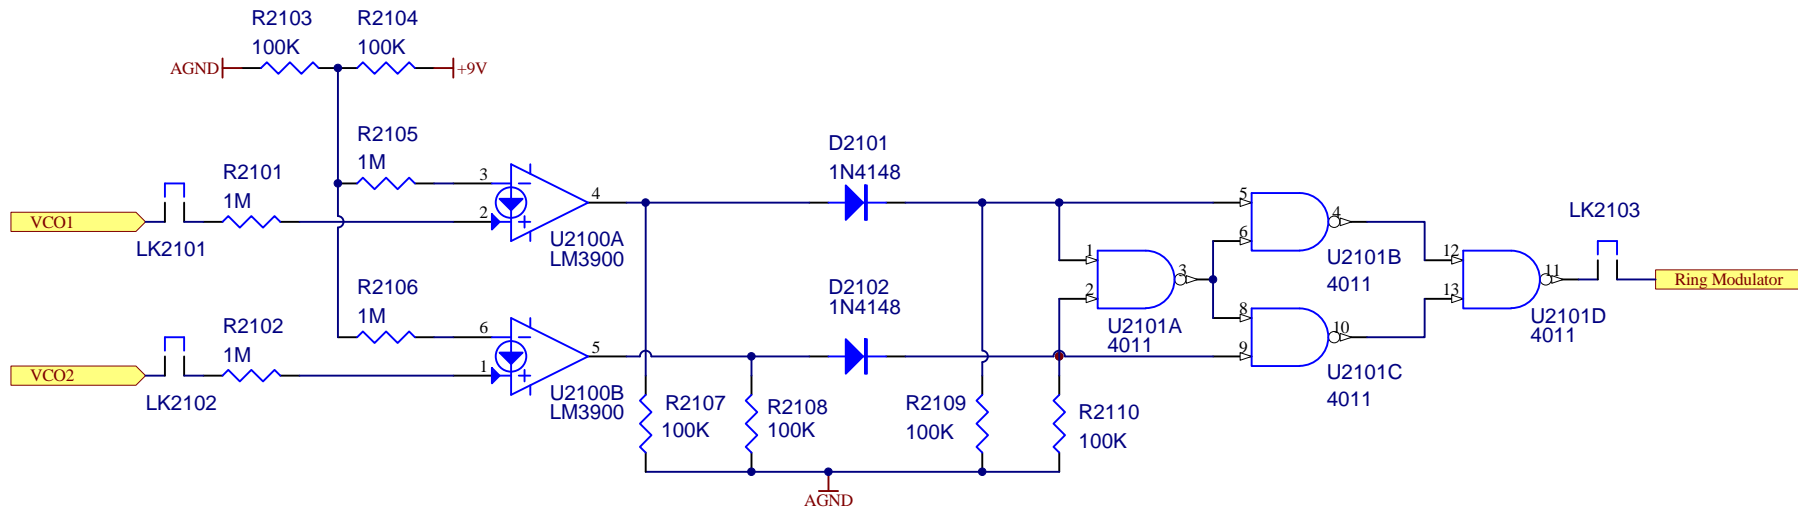 R2103
100K
R2104
100K
AGND
+9V
R2105
1M
R2101
1M
VCO1
LK2101
3
2
4
U2100A
LM3900
D2101
1N4148
R2106
1M
R2102
1M
VCO2
LK2102
6
1
5
U2100B
LM3900
D2102
1N4148
R2107
100K
R2108
100K
R2109
100K
R2110
100K
AGND
1
2
3
U2101A
4011
5
6
4
U2101B
4011
8
9
10
U2101C
4011
12
13
11
U2101D
4011
LK2103
Ring Modulator